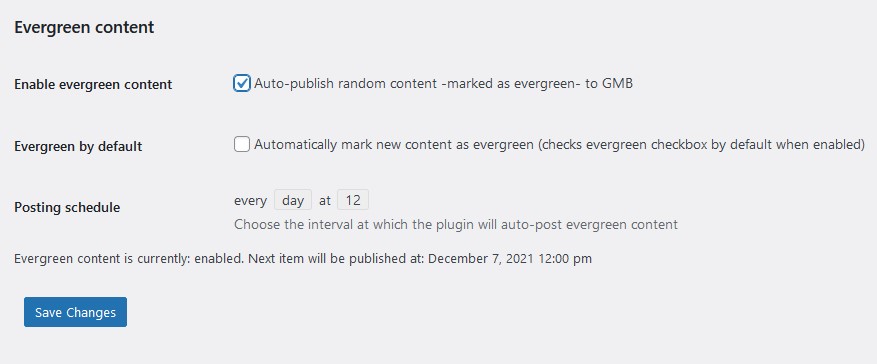 Evergreen content
Enable evergreen content Auto-publish random content -marked as evergreen- to GMB
Evergreen by default Automatically mark new content as evergreen (checks evergreen checkbox by default when enabled)
Posting schedule every day at 12
Choose the interval at which the plugin will auto-post evergreen content
Evergreen content is currently: enabled. Next item will be published at: December 7, 2021 12:00 pm
Save Changes